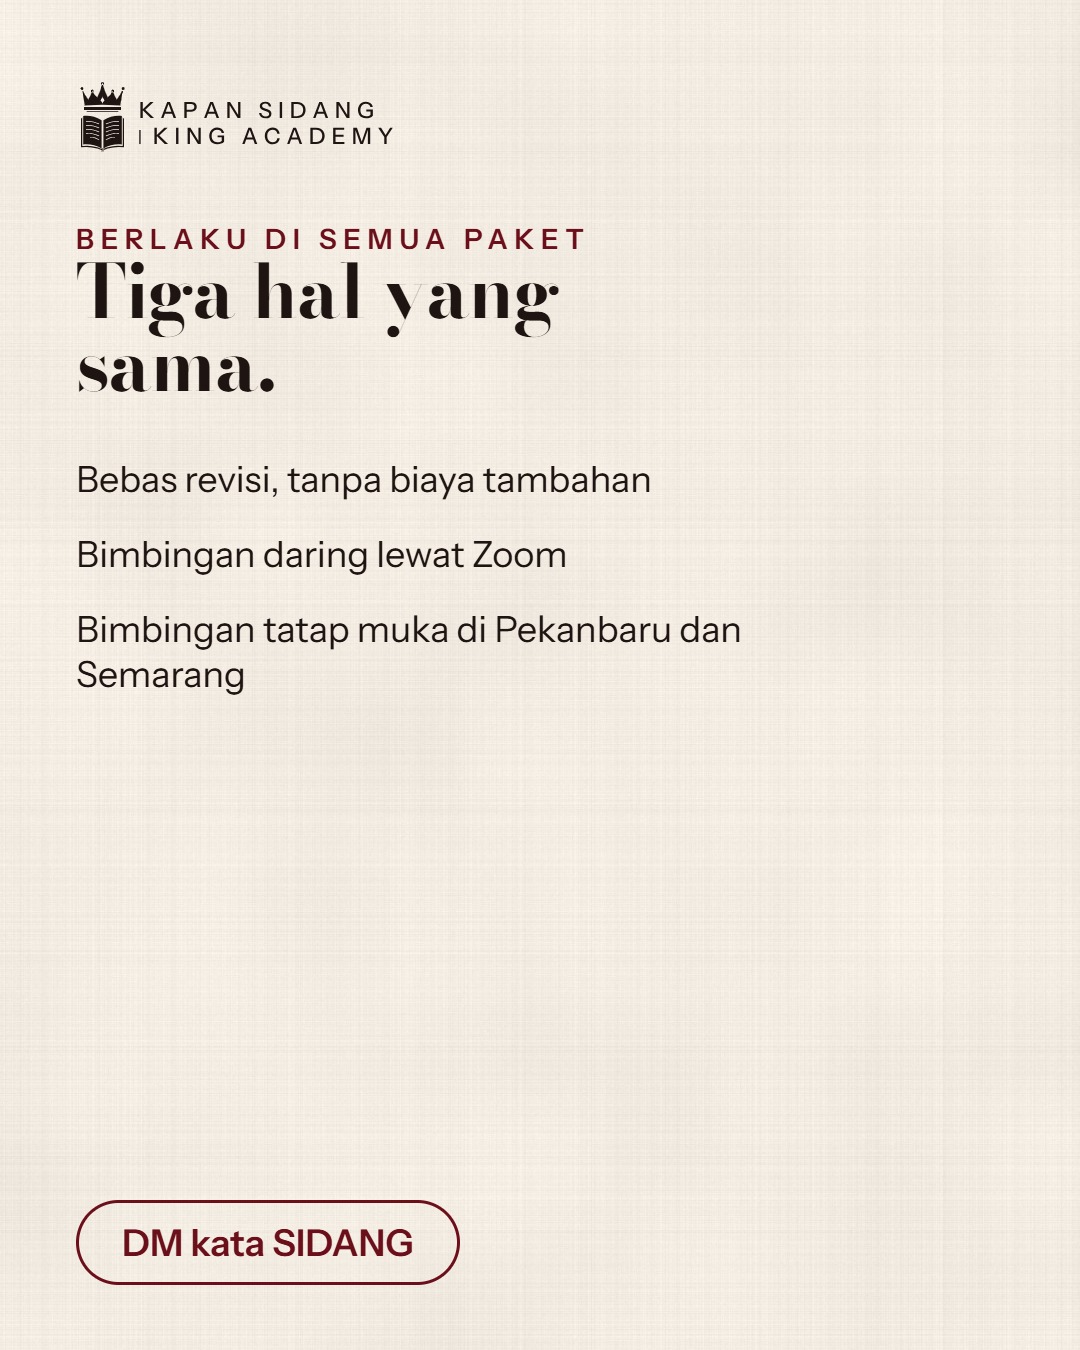 KAPAN SIDANG
| KING ACADEMY
BERLAKU DI SEMUA PAKET
Tiga hal yang
sama.
Bebas revisi, tanpa biaya tambahan
Bimbingan daring lewat Zoom
Bimbingan tatap muka di Pekanbaru dan
Semarang
DM kata SIDANG